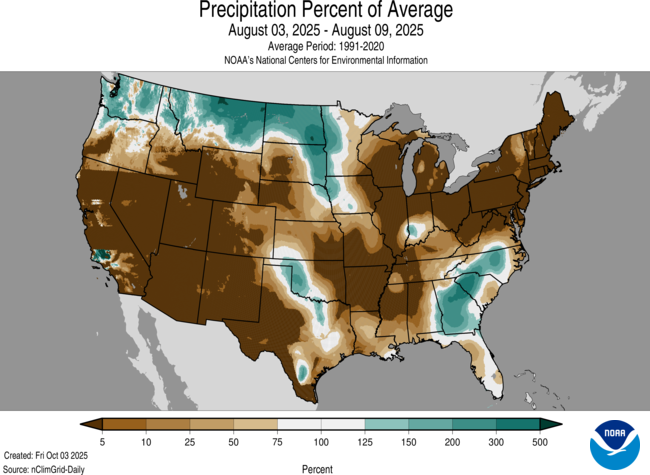 Precipitation Percent of Average
August 03, 2025 - August 09, 2025
Average Period: 1991-2020
NOAA's National Centers for Environmental Information
5 10 25 50 75 100 125 150 200 300 500
Created: Fri Oct 03 2025
Source: nClimGrid-Daily
Percent
NOAA